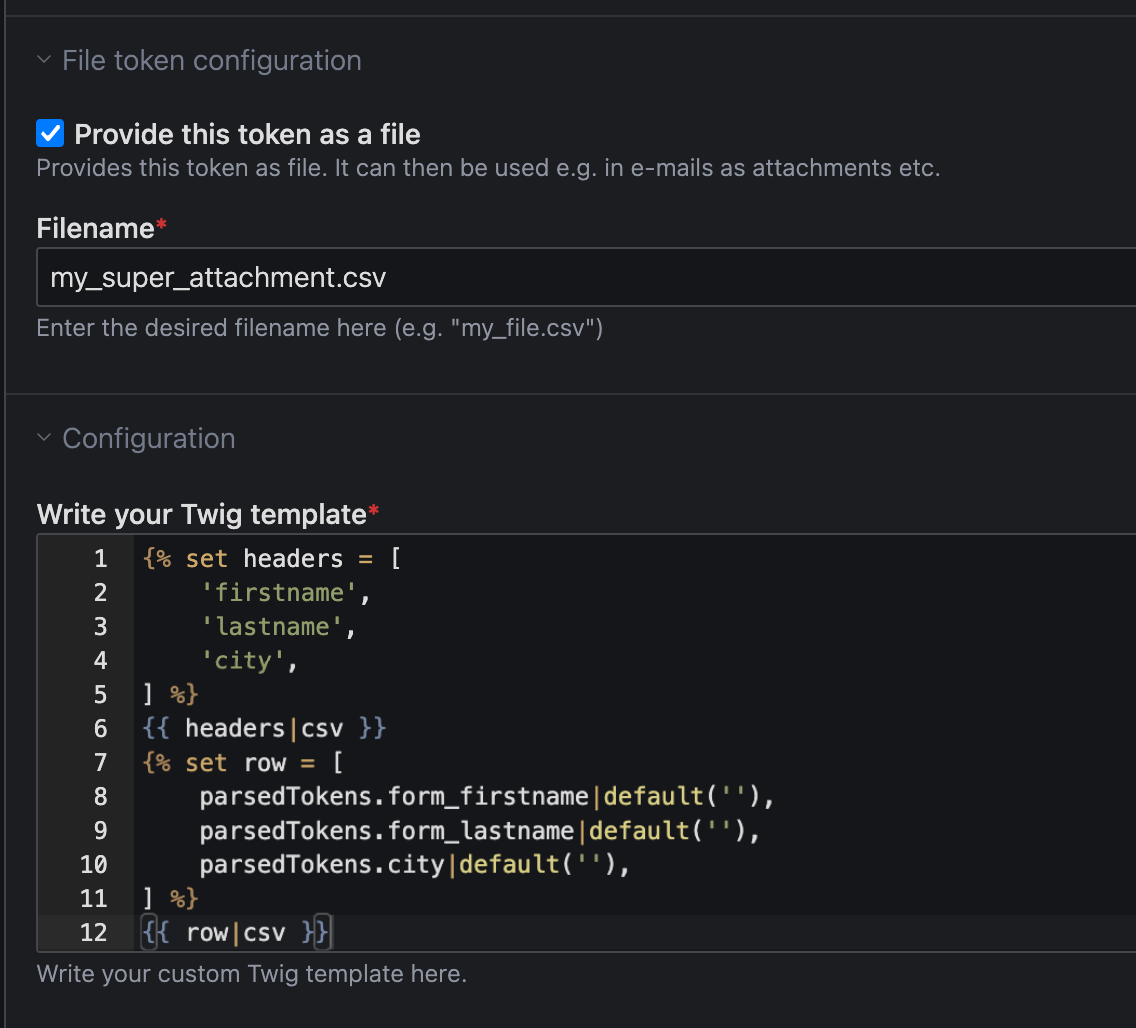 File token configuration
Provide this token as a file
Provides this token as file. It can then be used e.g. in e-mails as attachments etc.
Filename*
my_super_attachment.csv
Enter the desired filename here (e.g. "my_file.csv")
Configuration
Write your Twig template*
1 {% set headers = [
2     'firstname',
3     'lastname',
4     'city',
5 ] %}
6 {{ headers|csv }}
7 {% set row = [
8     parsedTokens.form_firstname|default(''),
9     parsedTokens.form_lastname|default(''),
10     parsedTokens.city|default(''),
11 ] %}
12 {{ row|csv }}
Write your custom Twig template here.